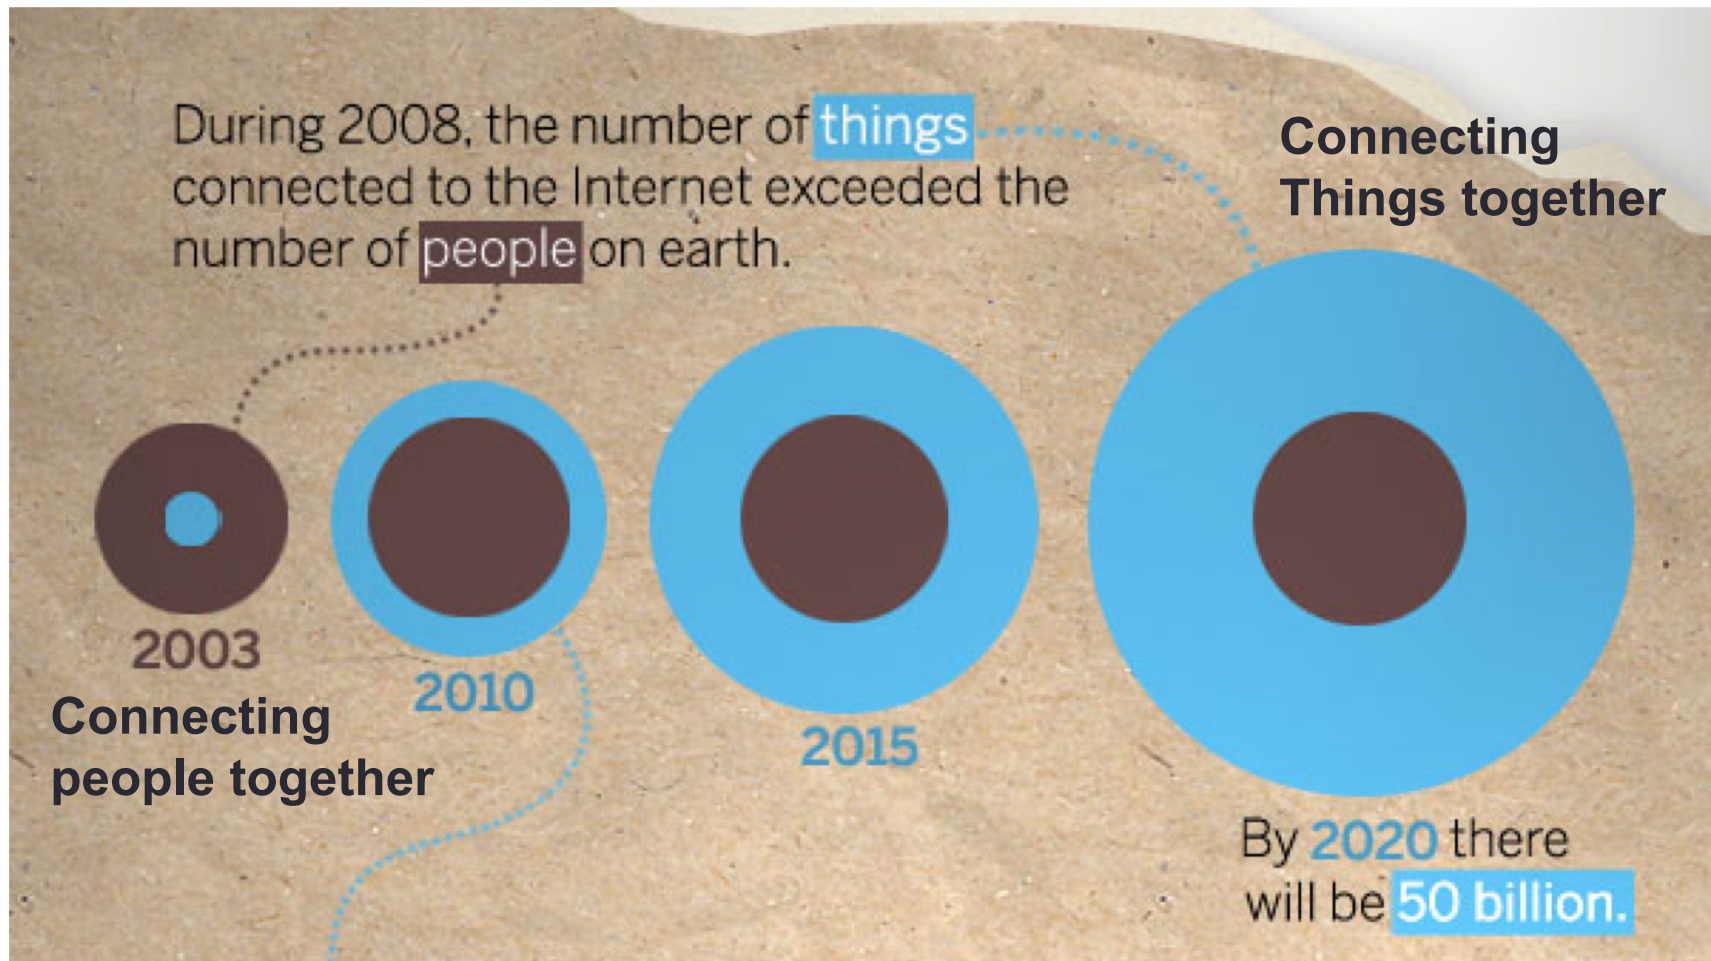 During 2008, the number of things
connected to the Internet exceeded the
number of people on earth.
Connecting
Things together
2003
Connecting
people together
2010
2015
By 2020 there
will be 50 billion.